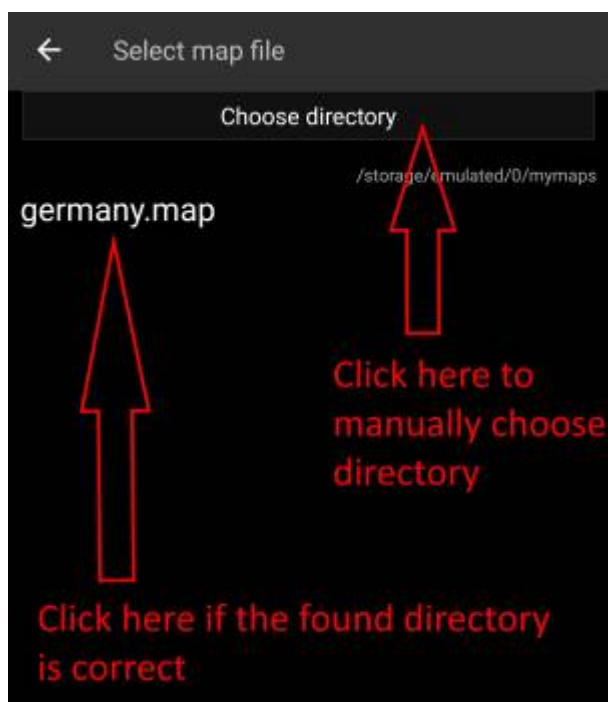 Select map file
Choose directory
/storage/emulated/0/mymaps
germany.map
Click here to
manually choose
directory
Click here if the found directory
is correct